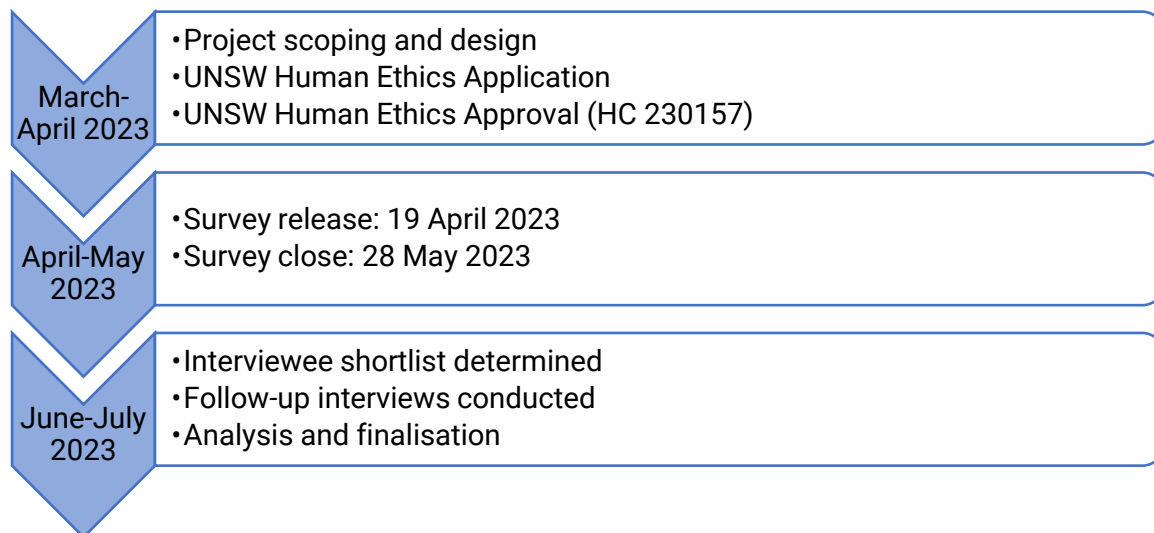 March-
April 2023
•Project scoping and design
•UNSW Human Ethics Application
•UNSW Human Ethics Approval (HC 230157)
April-May
2023
•Survey release: 19 April 2023
•Survey close: 28 May 2023
June-July
2023
•Interviewee shortlist determined
•Follow-up interviews conducted
•Analysis and finalisation